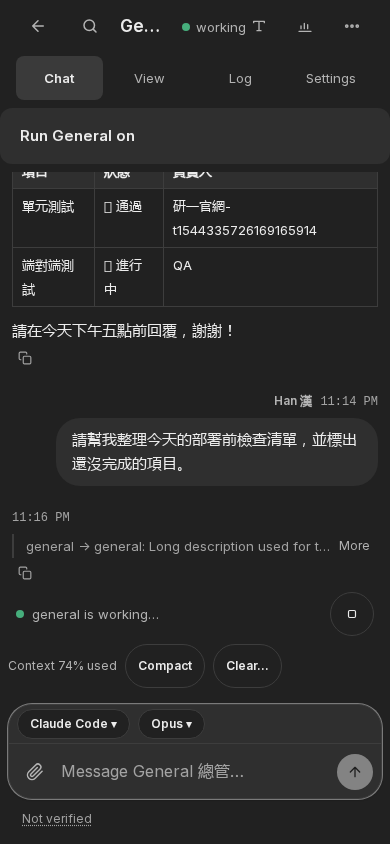 Ge...
working
Chat
View
Log
Settings
Run General on
項目 狀態 負責人
單元測試 通過 研一官網-
t1544335726169165914
端對端測 進行 QA
試 中
請在今天下午五點前回覆，謝謝！
Han 漢 11:14 PM
請幫我整理今天的部署前檢查清單，並標出
還沒完成的項目。
11:16 PM
general → general: Long description used for t... More
general is working...
Context 74% used Compact Clear...
Claude Code ▾ Opus ▾
Message General 總管...
Not verified